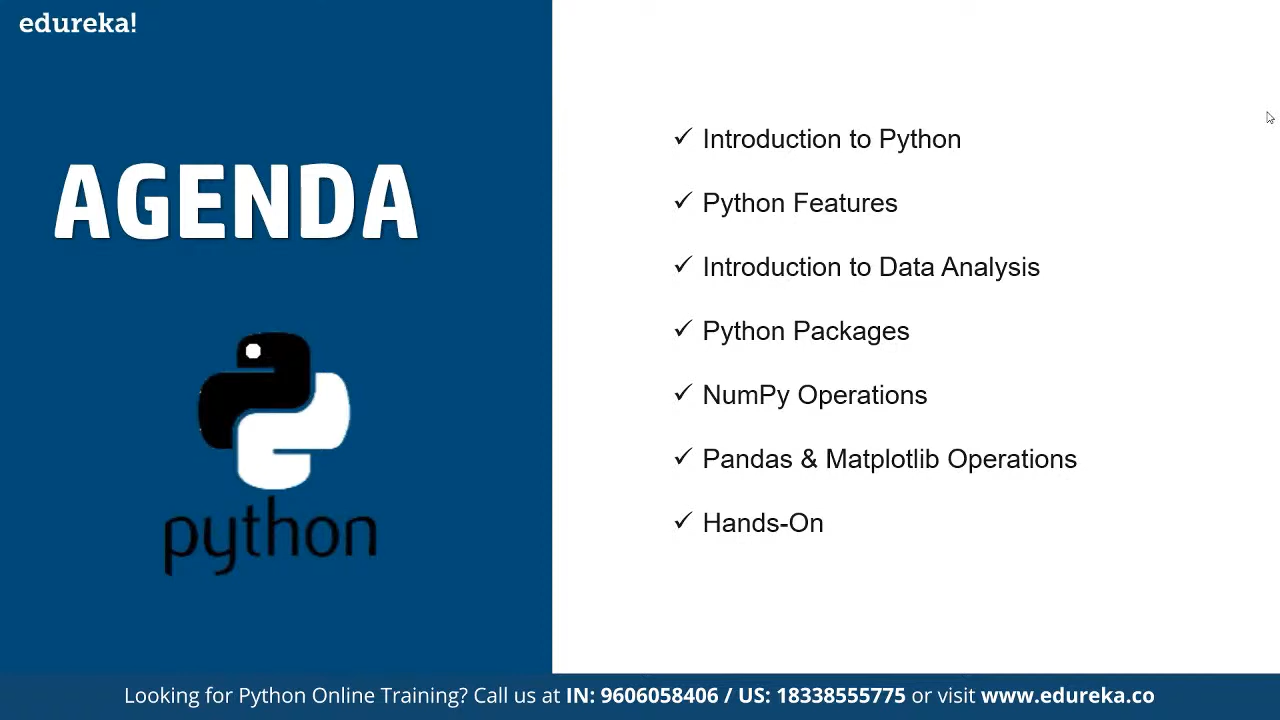 edureka!
AGENDA
python
✓ Introduction to Python
✓ Python Features
✓ Introduction to Data Analysis
✓ Python Packages
✓ NumPy Operations
✓ Pandas & Matplotlib Operations
✓ Hands-On
Looking for Python Online Training? Call us at IN: 9606058406 / US: 18338555775 or visit www.edureka.co